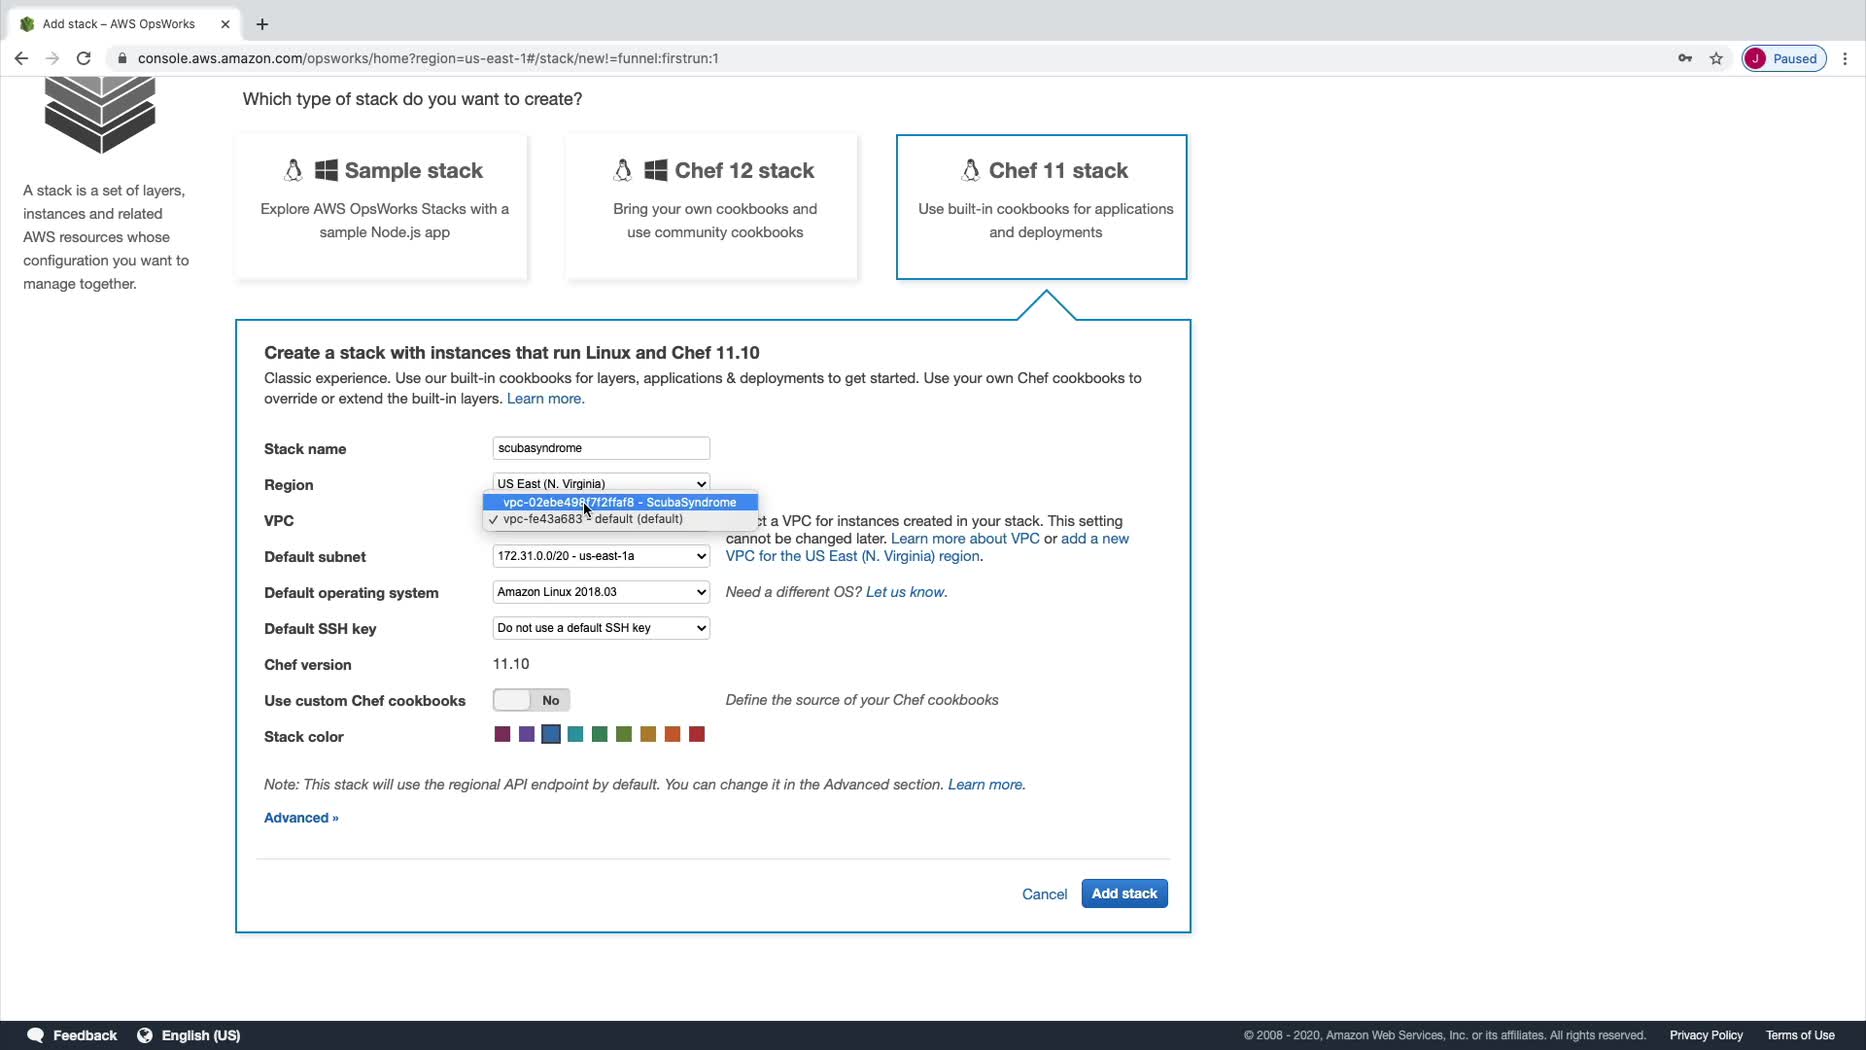 Add stack – AWS OpsWorks
console.aws.amazon.com/opsworks/home?region=us-east-1#/stack/new!=funnel:firstrun:1
J Paused
A stack is a set of layers,
instances and related
AWS resources whose
configuration you want to
manage together.
Which type of stack do you want to create?
Sample stack
Explore AWS OpsWorks Stacks with a
sample Node.js app
Chef 12 stack
Bring your own cookbooks and
use community cookbooks
Chef 11 stack
Use built-in cookbooks for applications
and deployments
Create a stack with instances that run Linux and Chef 11.10
Classic experience. Use our built-in cookbooks for layers, applications & deployments to get started. Use your own Chef cookbooks to
override or extend the built-in layers. Learn more.
Stack name scubasyndrome
Region US East (N. Virginia)
vpc-02ebe498f7f2ffaf8 - ScubaSyndrome
vpc-fe43a683 - default (default)
VPC
a VPC for instances created in your stack. This setting
cannot be changed later. Learn more about VPC or add a new
VPC for the US East (N. Virginia) region.
Default subnet 172.31.0.0/20 - us-east-1a
Default operating system Amazon Linux 2018.03 Need a different OS? Let us know.
Default SSH key Do not use a default SSH key
Chef version 11.10
Use custom Chef cookbooks No Define the source of your Chef cookbooks
Stack color
Note: This stack will use the regional API endpoint by default. You can change it in the Advanced section. Learn more.
Advanced »
Cancel Add stack
Feedback English (US) © 2008 - 2020, Amazon Web Services, Inc. or its affiliates. All rights reserved. Privacy Policy Terms of Use